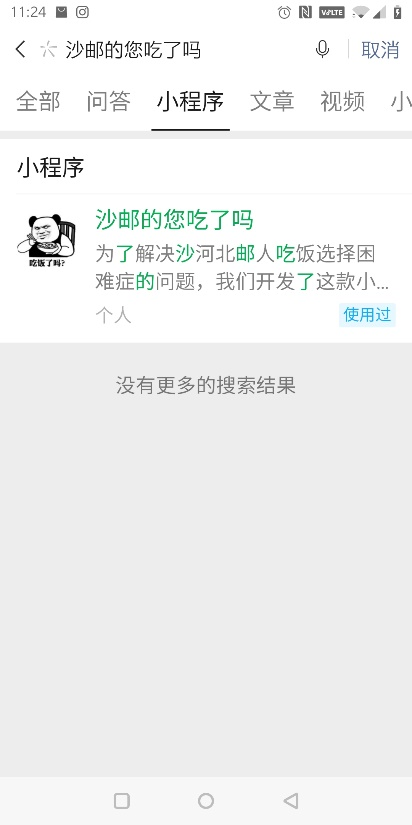 11:24
VoLTE
沙邮的您吃了吗
取消
全部 问答 小程序 文章 视频 小
小程序
沙邮的您吃了吗
为了解决沙河北邮人吃饭选择困
难症的问题，我们开发了这款小...
吃饭了吗?
个人
使用过
没有更多的搜索结果